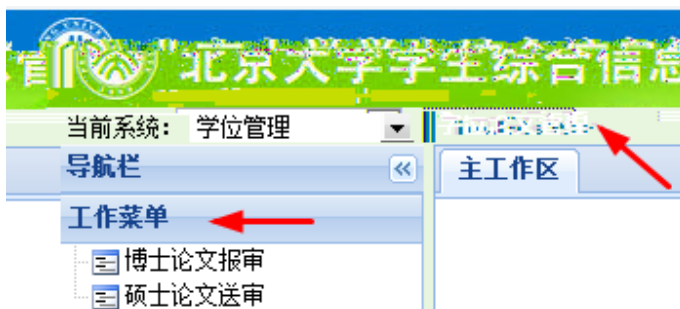 北京大学学生综合信息
当前系统： 学位管理
导航栏
主工作区
工作菜单
博士论文报审
硕士论文送审